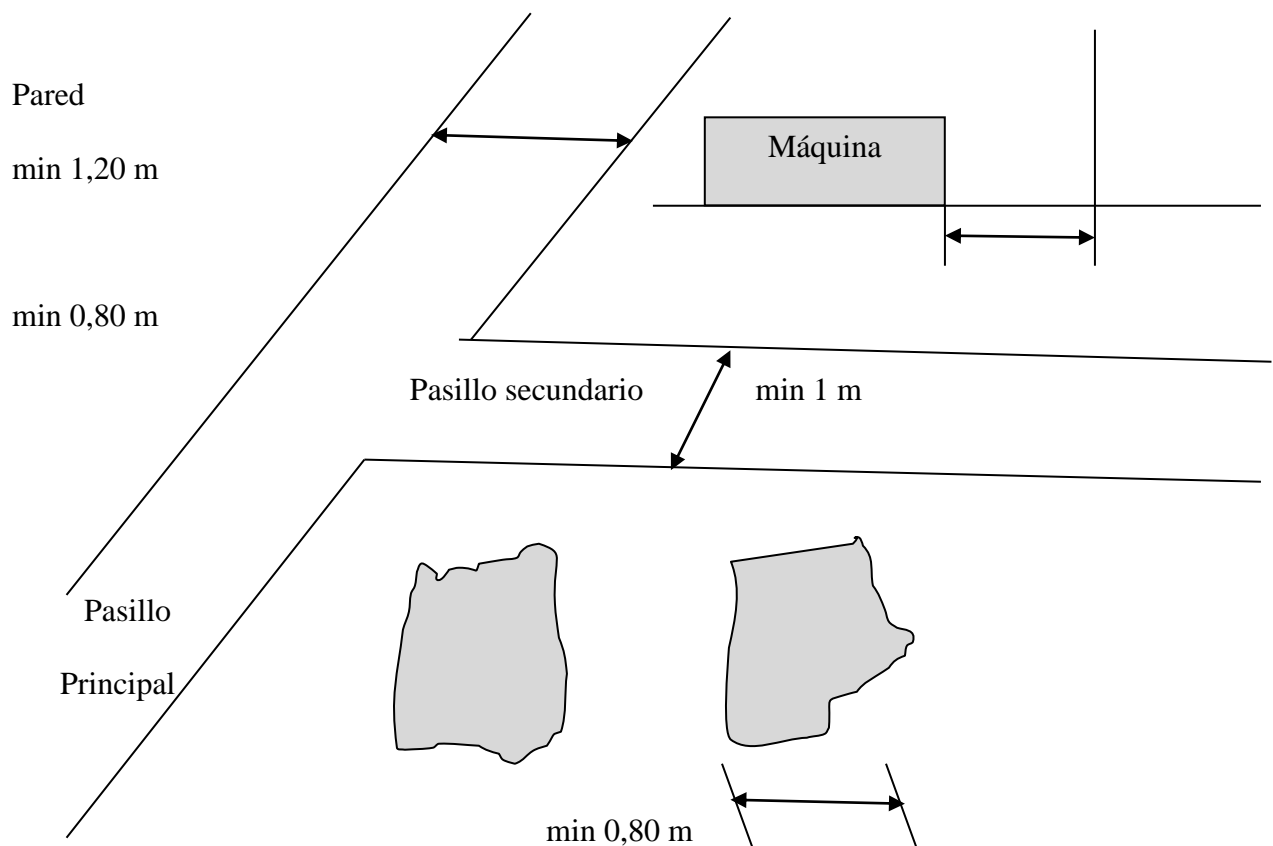 Pared
Máquina
min 1,20 m
min 0,80 m
Pasillo secundario
min 1 m
Pasillo
Principal
min 0,80 m